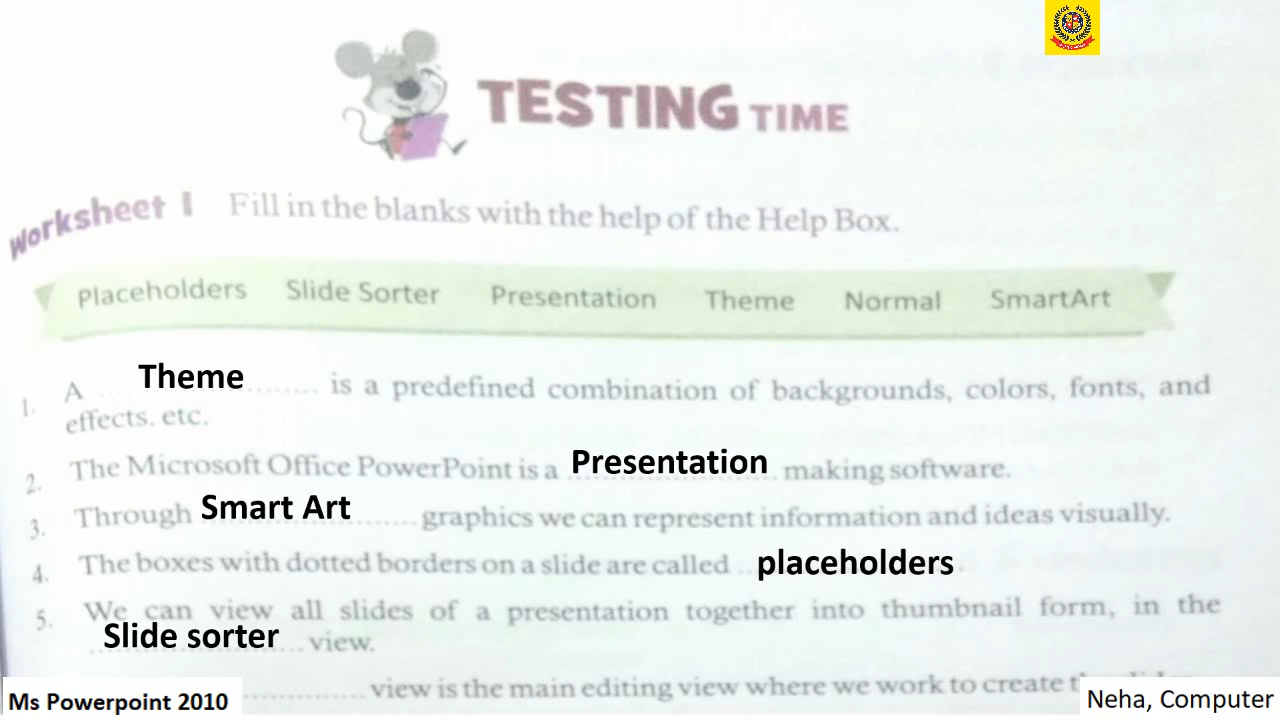 TESTING TIME
Worksheet 1 Fill in the blanks with the help of the Help Box.
Placeholders Slide Sorter Presentation Theme Normal SmartArt
1. A Theme ........ is a predefined combination of backgrounds, colors, fonts, and
effects. etc.
2. The Microsoft Office PowerPoint is a Presentation making software.
3. Through Smart Art ........ graphics we can represent information and ideas visually.
4. The boxes with dotted borders on a slide are called placeholders.
5. We can view all slides of a presentation together into thumbnail form, in the
Slide sorter ... view.
............... view is the main editing view where we work to create
Ms Powerpoint 2010
Neha, Computer